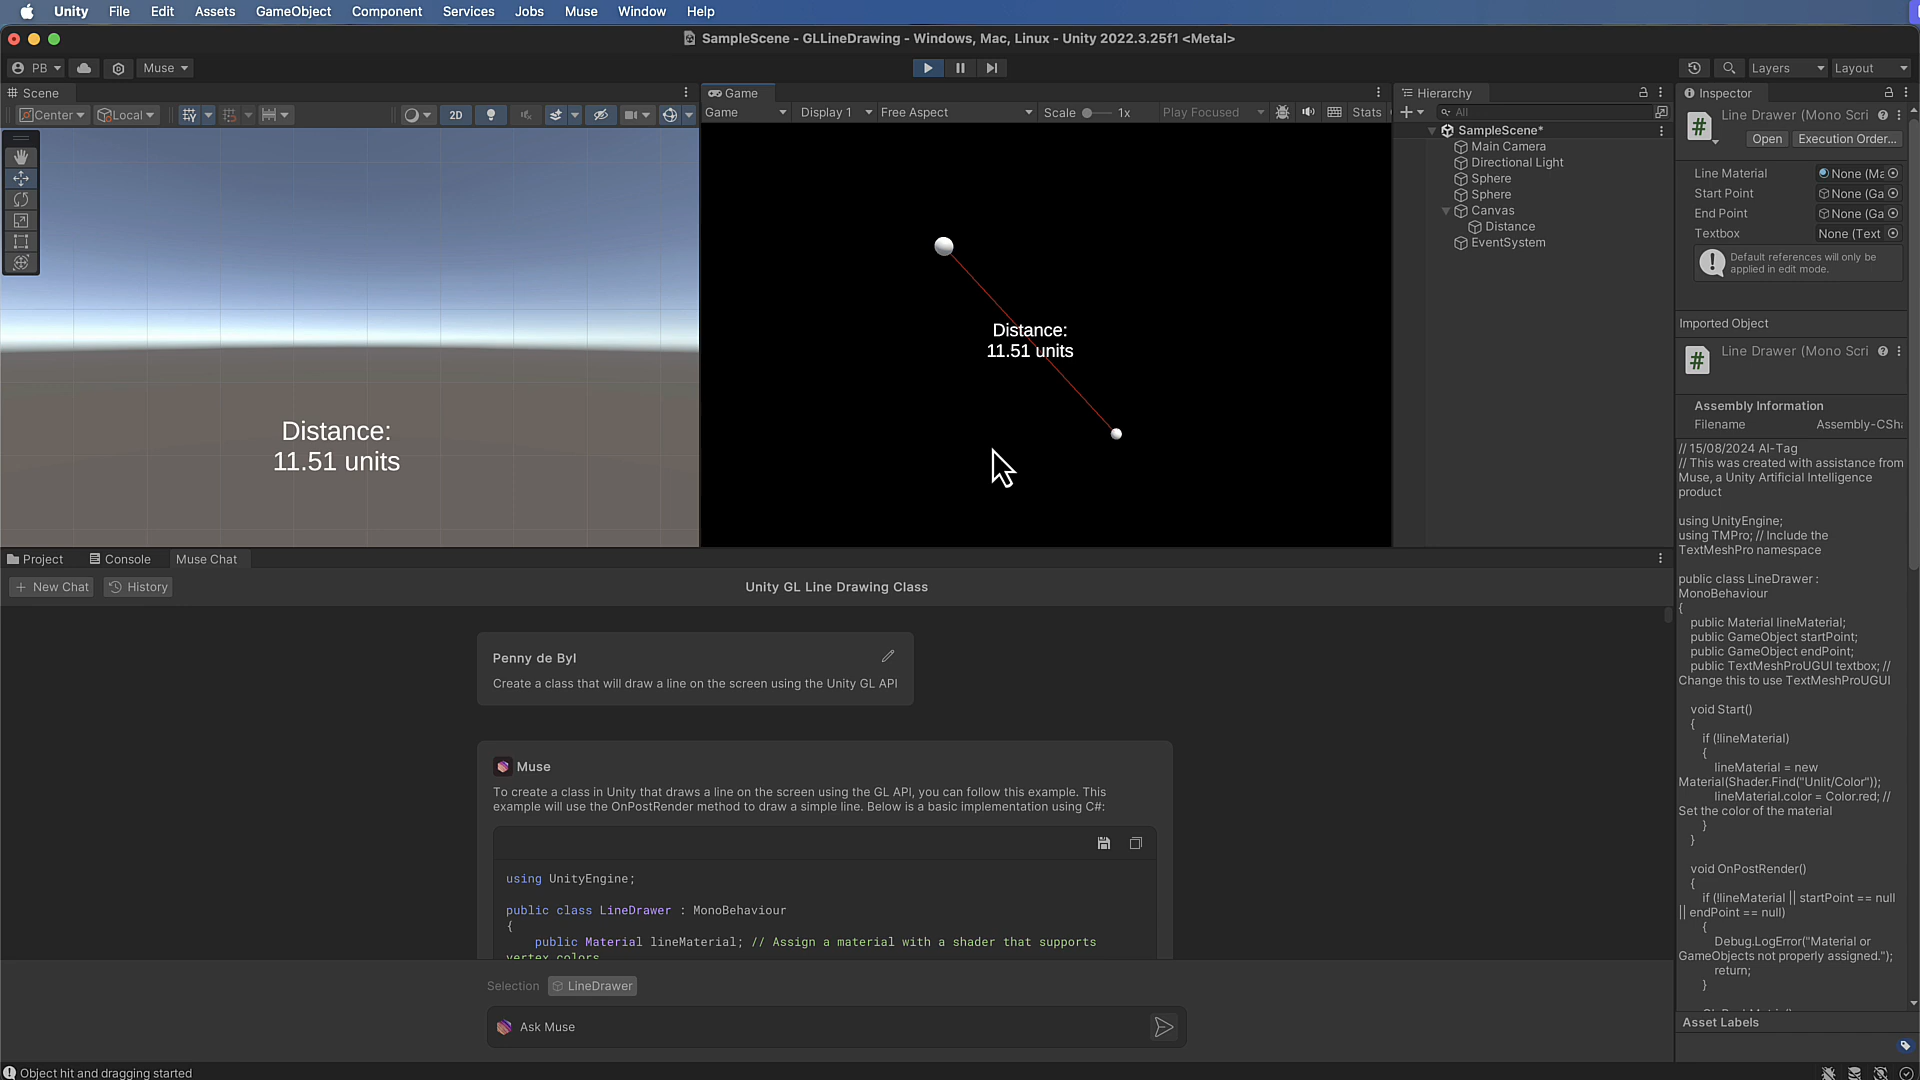 Unity File Edit Assets GameObject Component Services Jobs Muse Window Help
SampleScene - GLLineDrawing - Windows, Mac, Linux - Unity 2022.3.25f1 <Metal>
PB Muse Layers Layout
Scene
Center Local 2D
Game
Game Display 1 Free Aspect Scale 1x Play Focused Stats
Distance:
11.51 units
Distance:
11.51 units
Hierarchy
All
SampleScene*
Main Camera
Directional Light
Sphere
Sphere
Canvas
Distance
EventSystem
Inspector
Line Drawer (Mono Scri
Open Execution Order...
Line Material None (Ma
Start Point None (Ga
End Point None (Ga
Textbox None (Text
Default references will only be
applied in edit mode.
Imported Object
Line Drawer (Mono Scri
Assembly Information
Filename Assembly-CSha
// 15/08/2024 AI-Tag
// This was created with assistance from
Muse, a Unity Artificial Intelligence
product
using UnityEngine;
using TMPro; // Include the
TextMeshPro namespace
public class LineDrawer :
MonoBehaviour
{
public Material lineMaterial;
public GameObject startPoint;
public GameObject endPoint;
public TextMeshProUGUI textbox; //
Change this to use TextMeshProUGUI
void Start()
{
if (!lineMaterial)
{
lineMaterial = new
Material(Shader.Find("Unlit/Color"));
lineMaterial.color = Color.red; //
Set the color of the material
}
}
void OnPostRender()
{
if (!lineMaterial || startPoint == null
|| endPoint == null)
{
Debug.LogError("Material or
GameObjects not properly assigned.");
return;
}
Asset Labels
Project Console Muse Chat
+ New Chat History
Unity GL Line Drawing Class
Penny de Byl
Create a class that will draw a line on the screen using the Unity GL API
Muse
To create a class in Unity that draws a line on the screen using the GL API, you can follow this example. This
example will use the OnPostRender method to draw a simple line. Below is a basic implementation using C#:
using UnityEngine;
public class LineDrawer : MonoBehaviour
{
public Material lineMaterial; // Assign a material with a shader that supports
vertex colors
Selection LineDrawer
Ask Muse
Object hit and dragging started